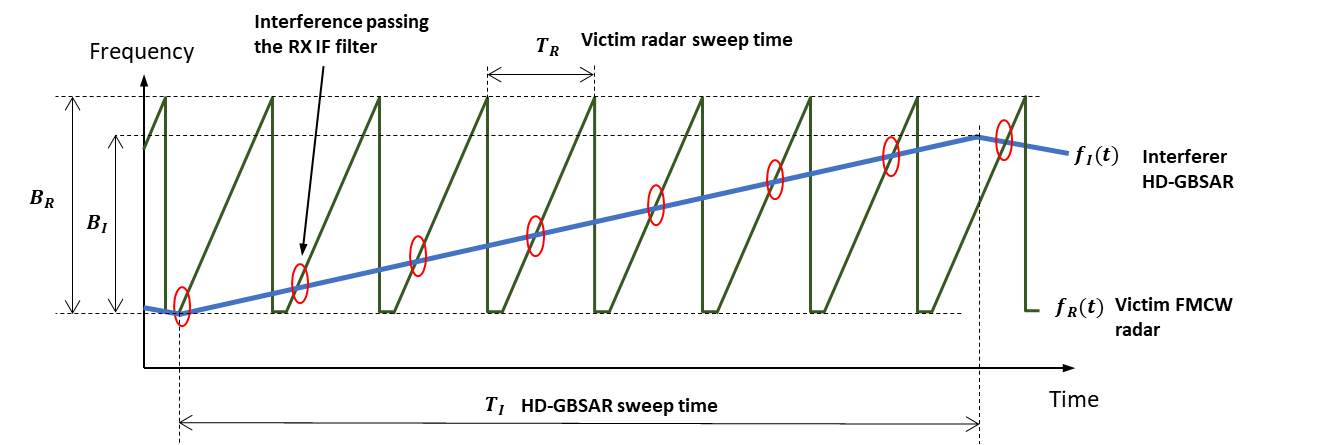 Interference passing
the RX IF filter
T_R Victim radar sweep time
Frequency
B_R
B_I
f_I(t) Interferer
HD-GBSAR
f_R(t) Victim FMCW
radar
Time
T_I HD-GBSAR sweep time